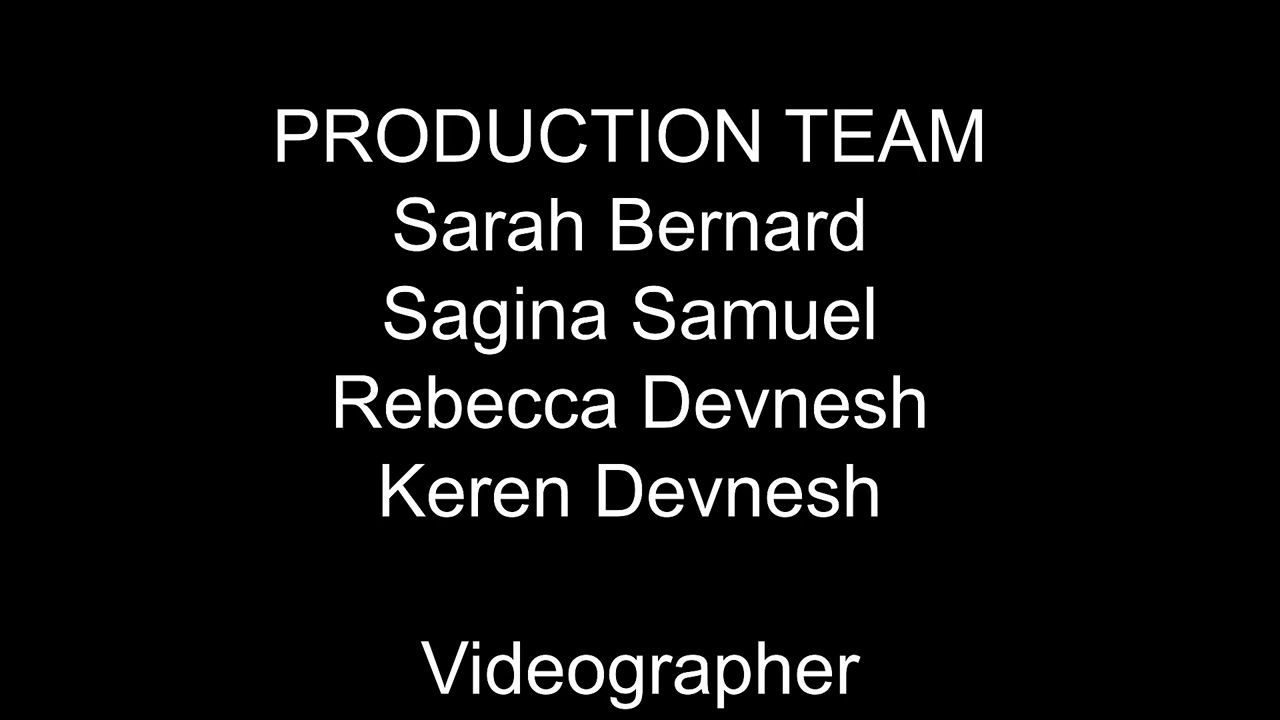 PRODUCTION TEAM
Sarah Bernard
Sagina Samuel
Rebecca Devnesh
Keren Devnesh
Videographer